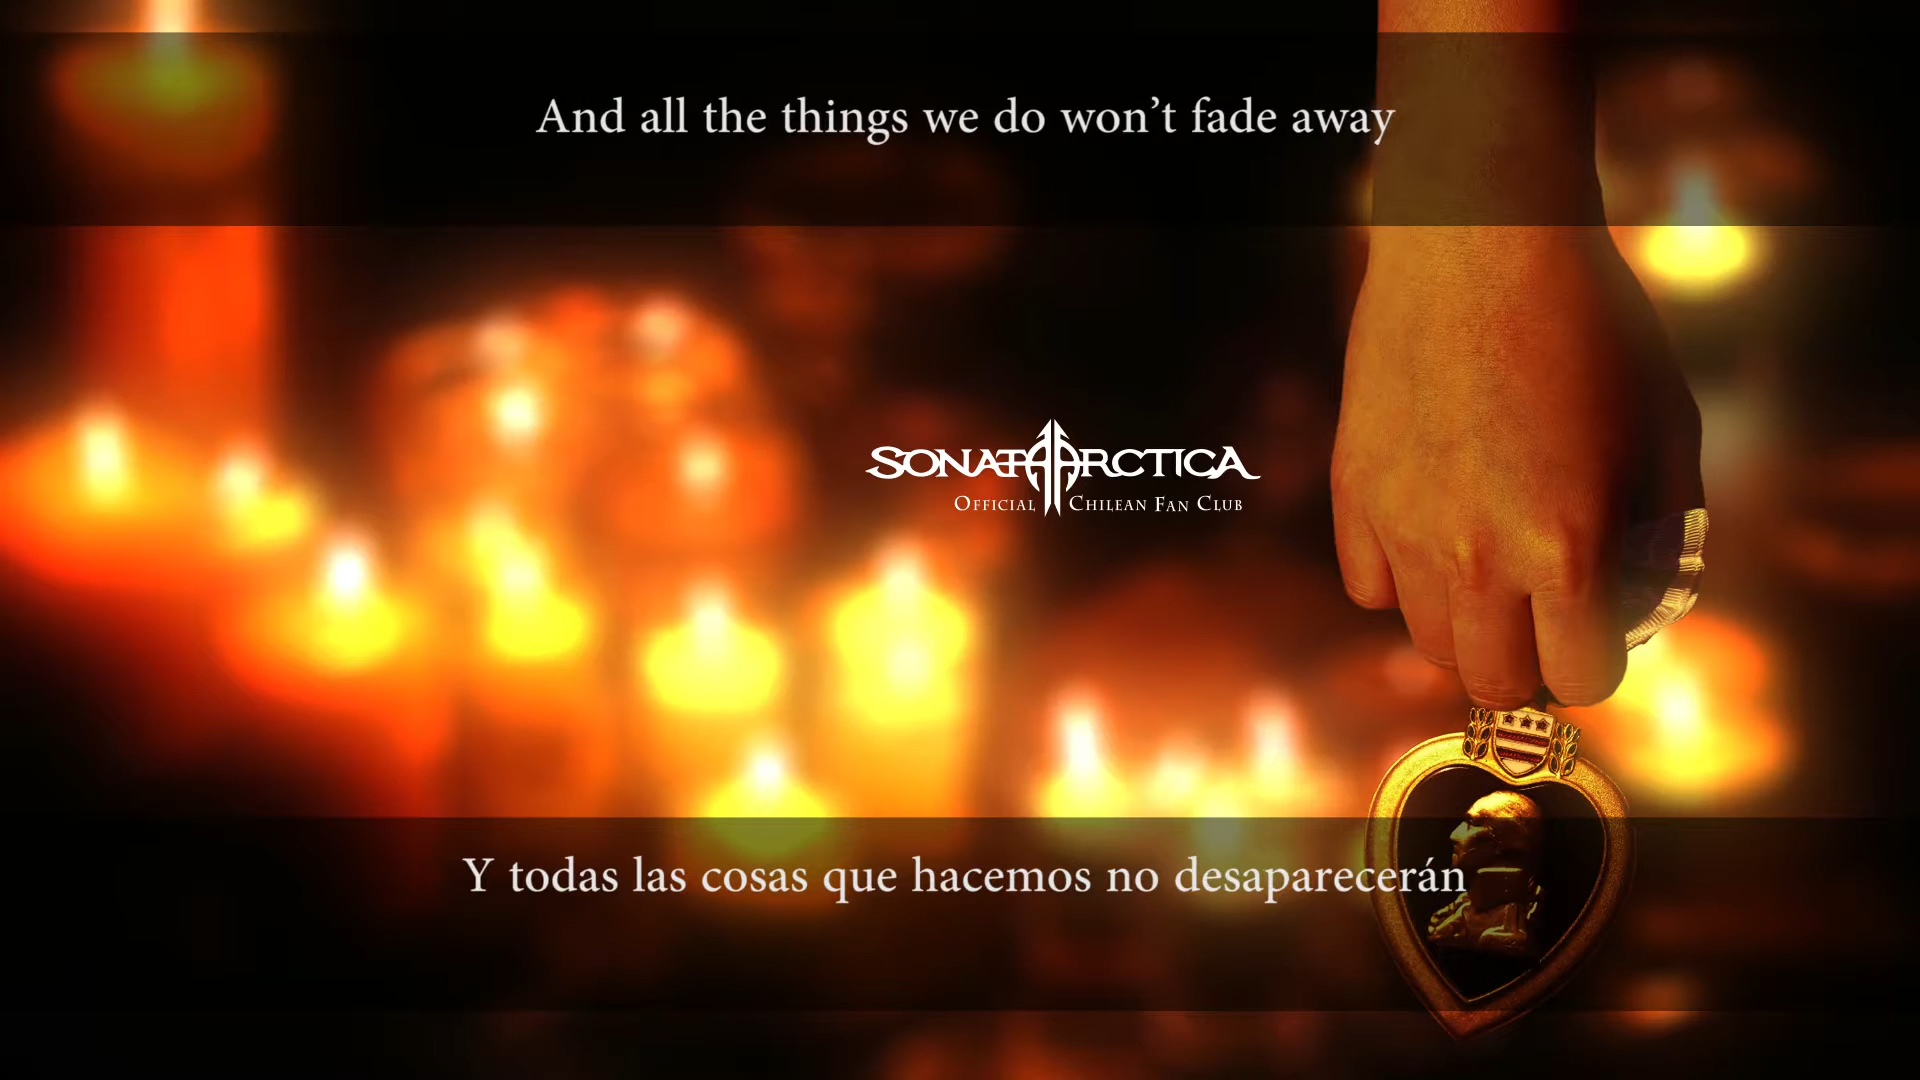 And all the things we do won’t fade away
SONATA ARCTICA
Official Chilean Fan Club
Y todas las cosas que hacemos no desaparecerán